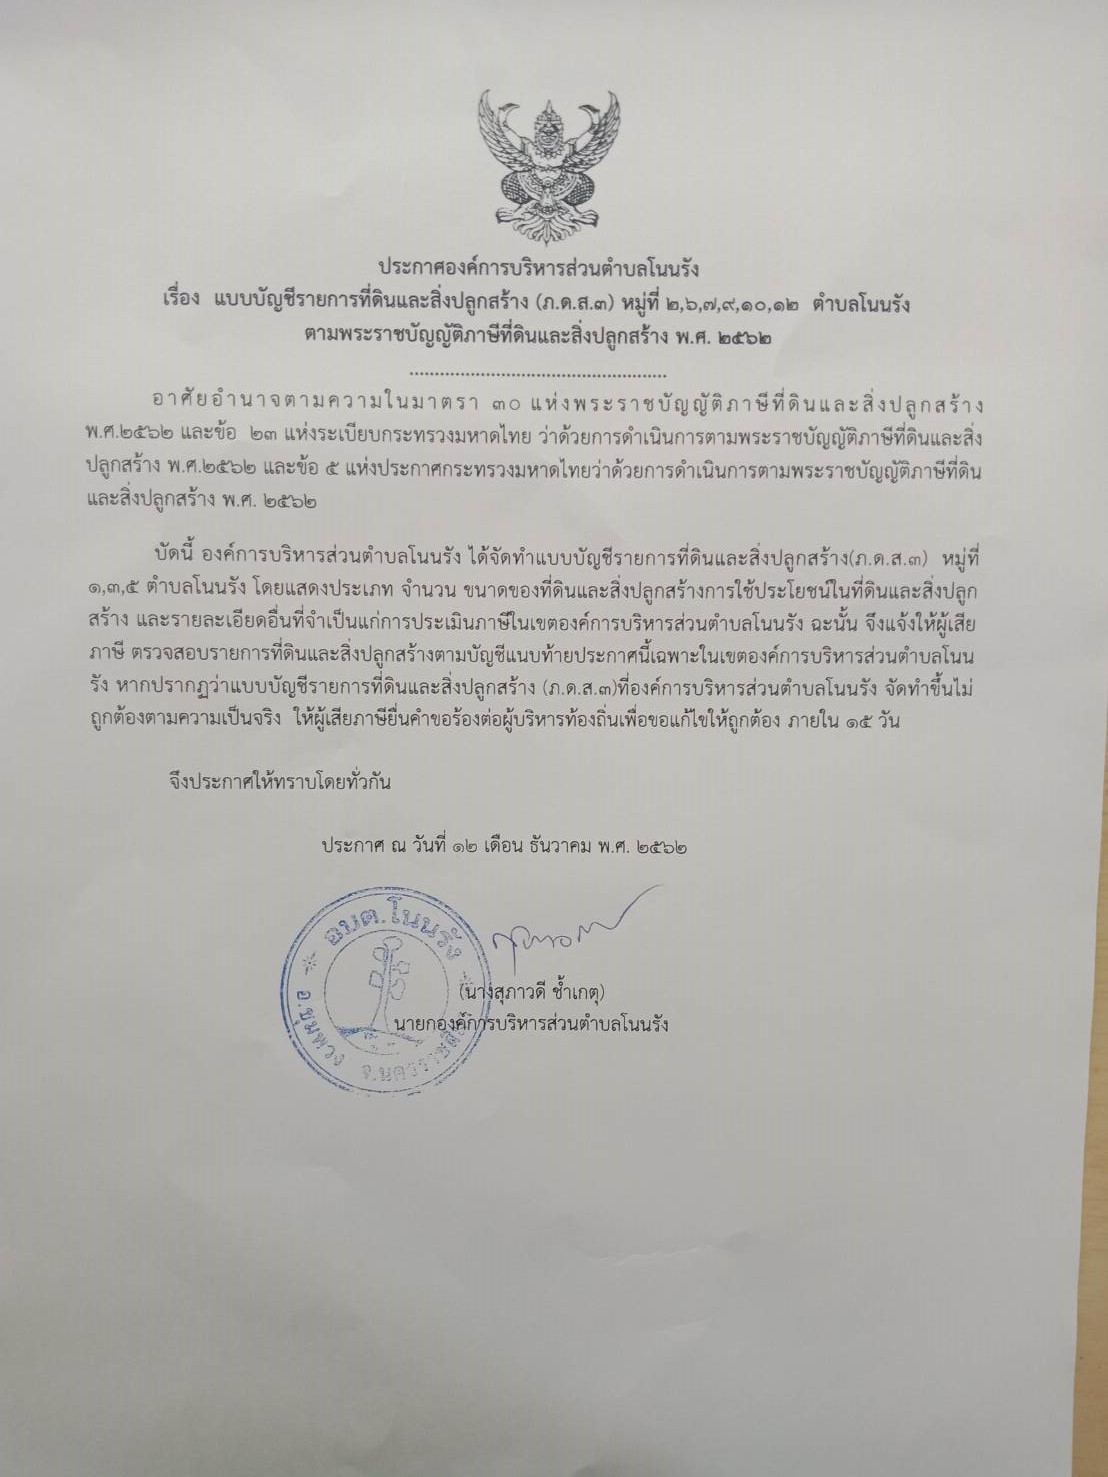 ประกาศองค์การบริหารส่วนตำบลโนนรัง
เรื่อง แบบบัญชีรายการที่ดินและสิ่งปลูกสร้าง (ภ.ด.ส.๓) หมู่ที่ ๒,๖,๗,๙,๑๐,๑๒ ตำบลโนนรัง
ตามพระราชบัญญัติภาษีที่ดินและสิ่งปลูกสร้าง พ.ศ. ๒๕๖๒
...................................................
อาศัยอำนาจตามความในมาตรา ๓๐ แห่งพระราชบัญญัติภาษีที่ดินและสิ่งปลูกสร้าง
พ.ศ.๒๕๖๒ และข้อ ๒๓ แห่งระเบียบกระทรวงมหาดไทย ว่าด้วยการดำเนินการตามพระราชบัญญัติภาษีที่ดินและสิ่ง
ปลูกสร้าง พ.ศ.๒๕๖๒ และข้อ ๕ แห่งประกาศกระทรวงมหาดไทยว่าด้วยการดำเนินการตามพระราชบัญญัติภาษีที่ดิน
และสิ่งปลูกสร้าง พ.ศ. ๒๕๖๒
บัดนี้ องค์การบริหารส่วนตำบลโนนรัง ได้จัดทำแบบบัญชีรายการที่ดินและสิ่งปลูกสร้าง(ภ.ด.ส.๓) หมู่ที่
๑,๓,๕ ตำบลโนนรัง โดยแสดงประเภท จำนวน ขนาดของที่ดินและสิ่งปลูกสร้างการใช้ประโยชน์ในที่ดินและสิ่งปลูก
สร้าง และรายละเอียดอื่นที่จำเป็นแก่การประเมินภาษีในเขตองค์การบริหารส่วนตำบลโนนรัง ฉะนั้น จึงแจ้งให้ผู้เสีย
ภาษี ตรวจสอบรายการที่ดินและสิ่งปลูกสร้างตามบัญชีแนบท้ายประกาศนี้เฉพาะในเขตองค์การบริหารส่วนตำบลโนน
รัง หากปรากฏว่าแบบบัญชีรายการที่ดินและสิ่งปลูกสร้าง (ภ.ด.ส.๓)ที่องค์การบริหารส่วนตำบลโนนรัง จัดทำขึ้นไม่
ถูกต้องตามความเป็นจริง ให้ผู้เสียภาษียื่นคำขอร้องต่อผู้บริหารท้องถิ่นเพื่อขอแก้ไขให้ถูกต้อง ภายใน ๑๕ วัน
จึงประกาศให้ทราบโดยทั่วกัน
ประกาศ ณ วันที่ ๑๒ เดือน ธันวาคม พ.ศ. ๒๕๖๒
อบต.โนนรัง
อ.ชุมพวง จ.นครราชสีมา
(นางสุภาวดี ช้ำเกตุ)
นายกองค์การบริหารส่วนตำบลโนนรัง